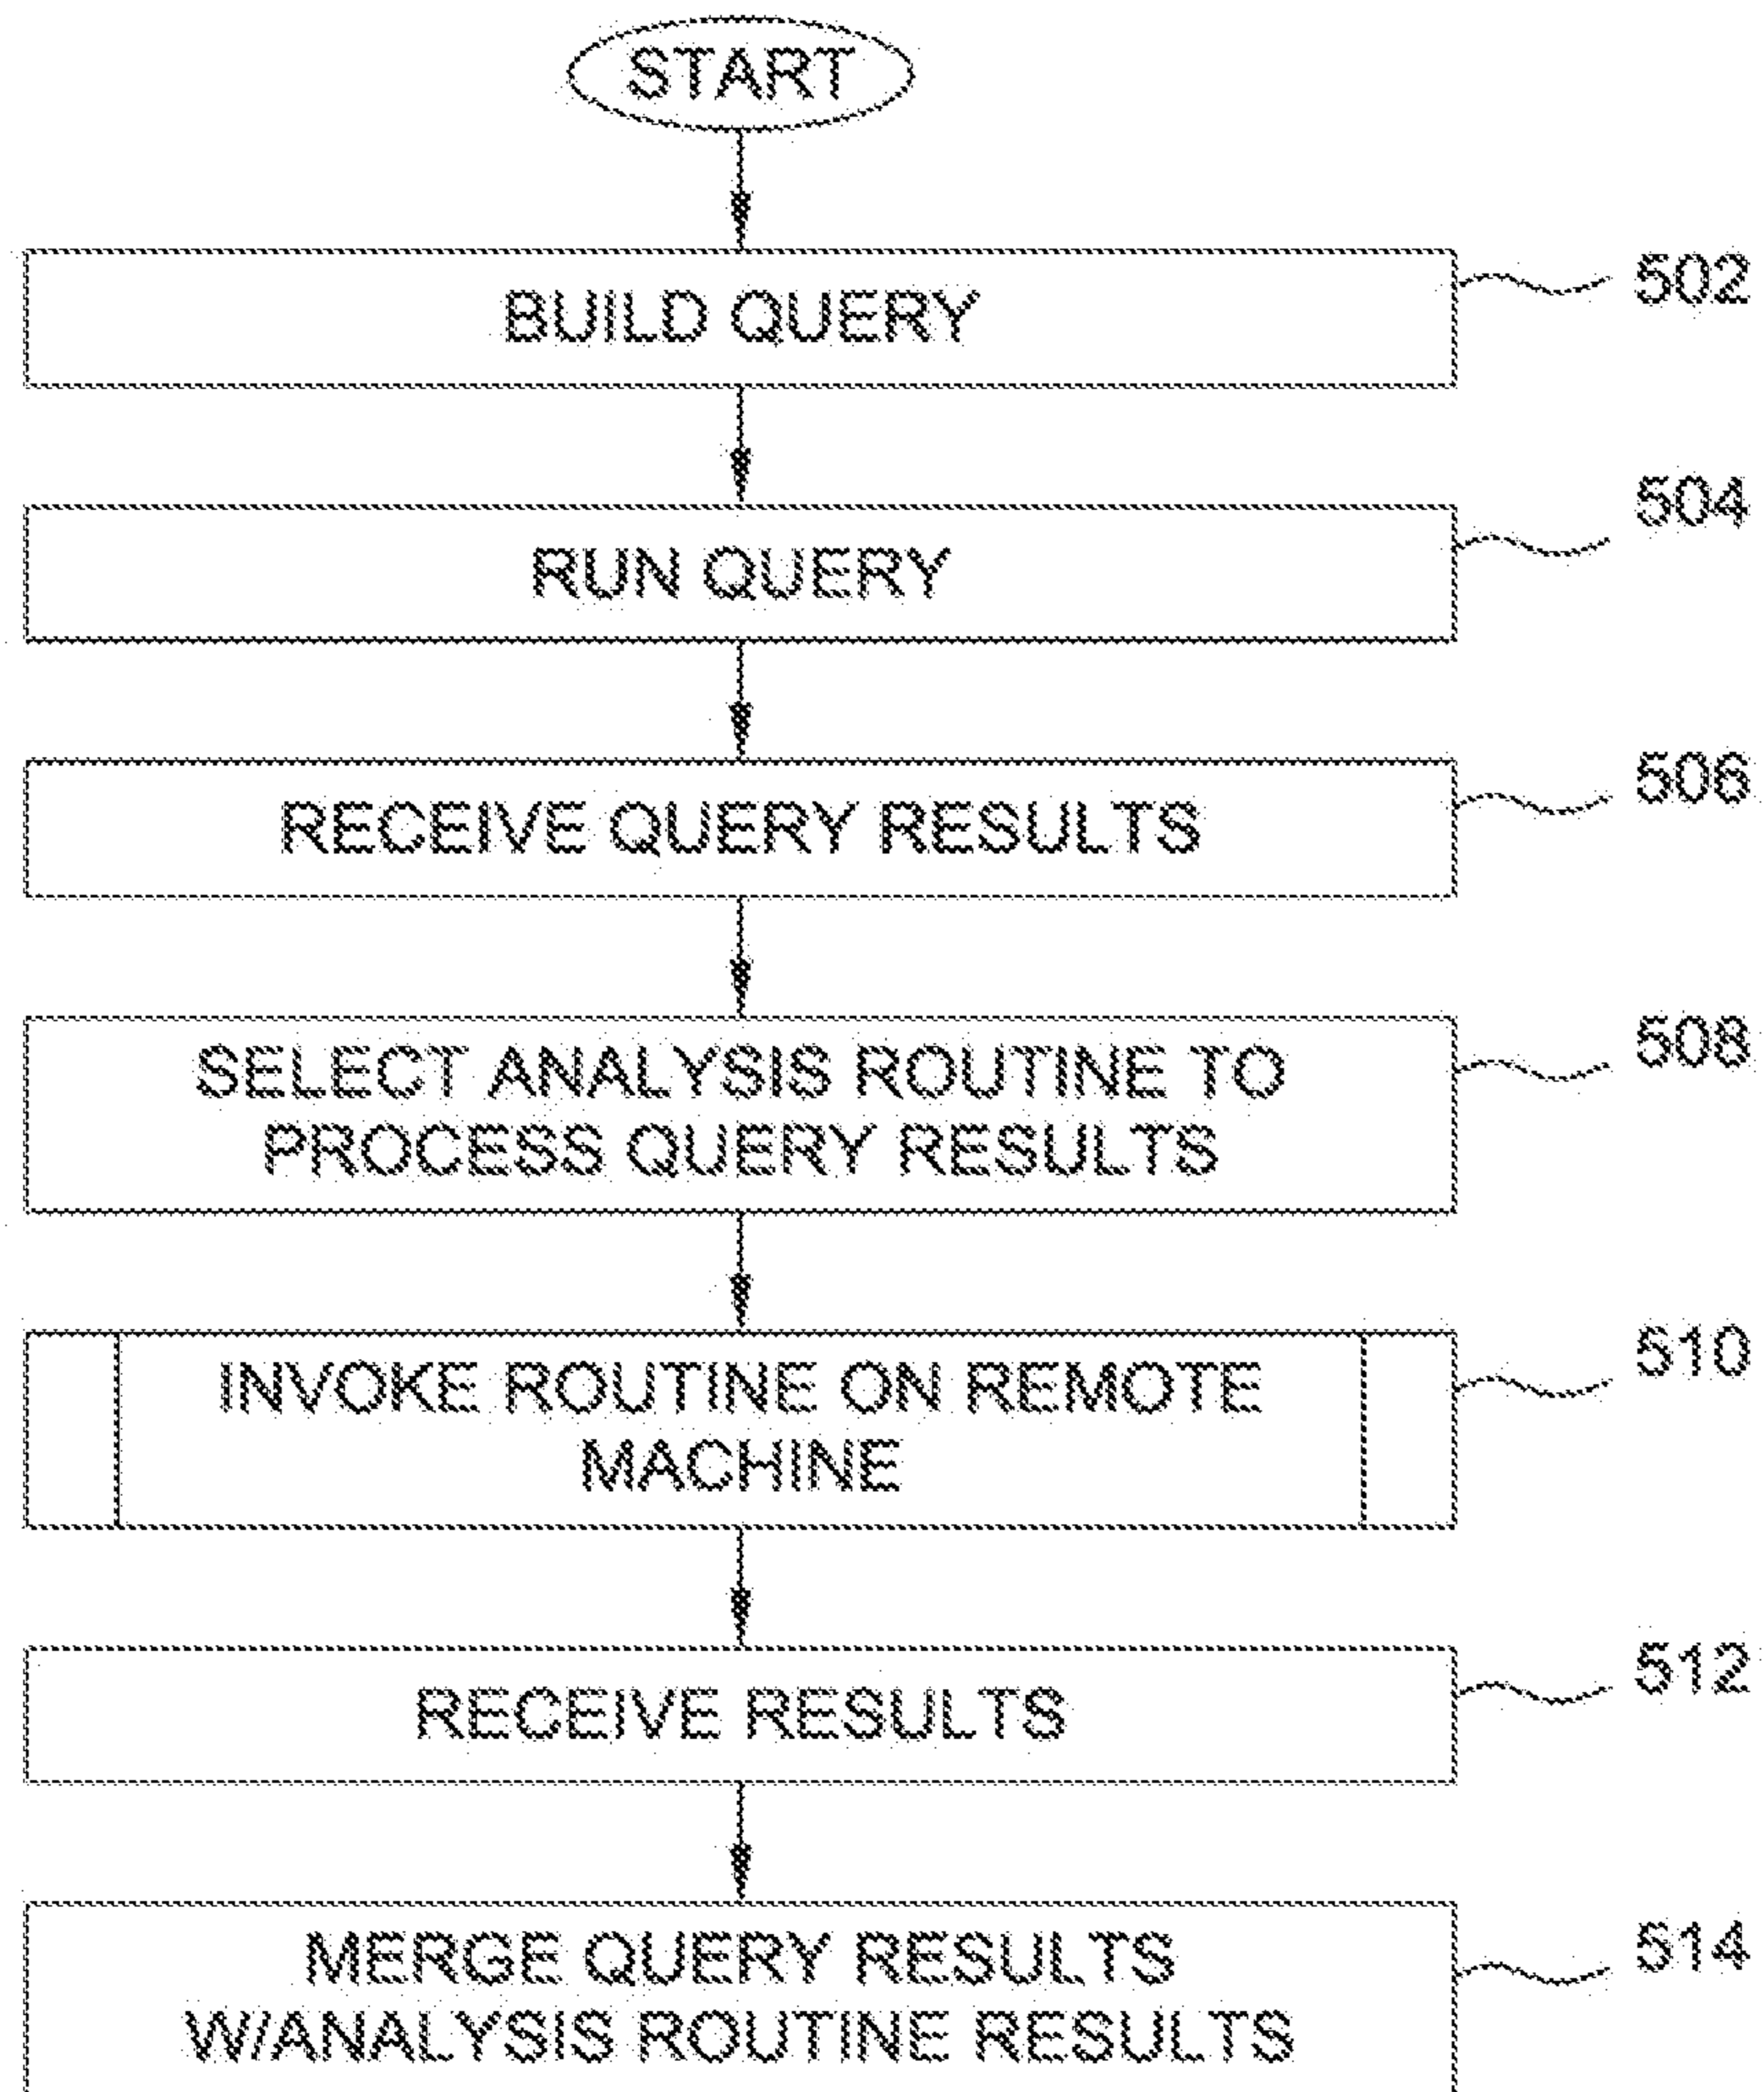 START
BUILD QUERY
502
RUN QUERY
504
RECEIVE QUERY RESULTS
506
SELECT ANALYSIS ROUTINE TO
PROCESS QUERY RESULTS
508
INVOKE ROUTINE ON REMOTE
MACHINE
510
RECEIVE RESULTS
512
MERGE QUERY RESULTS
W/ANALYSIS ROUTINE RESULTS
514